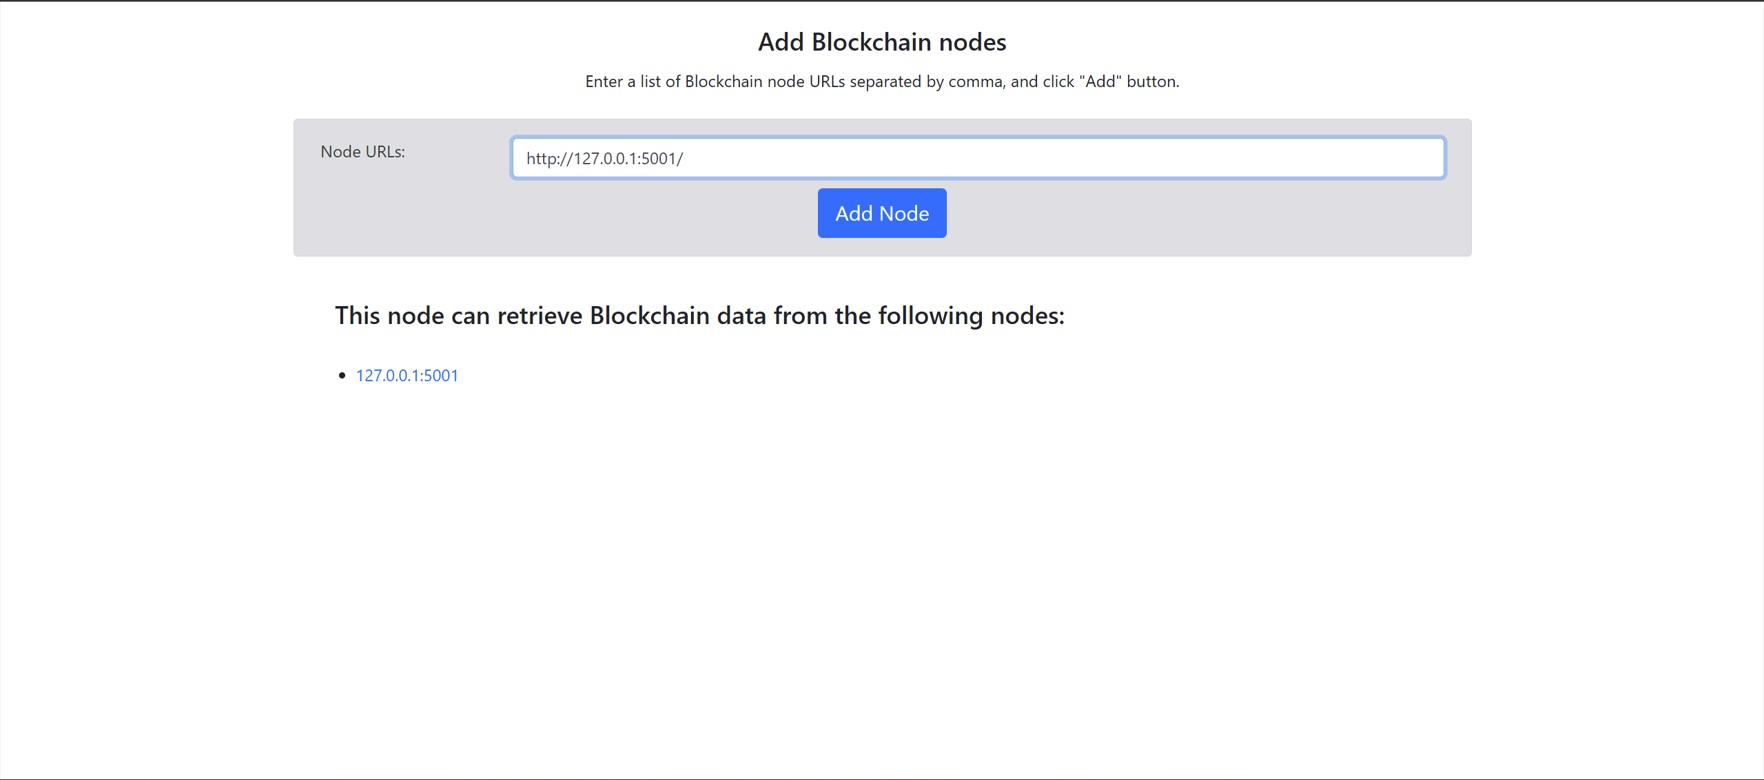 Add Blockchain nodes
Enter a list of Blockchain node URLs separated by comma, and click "Add" button.
Node URLs:
http://127.0.0.1:5001/
Add Node
This node can retrieve Blockchain data from the following nodes:
127.0.0.1:5001